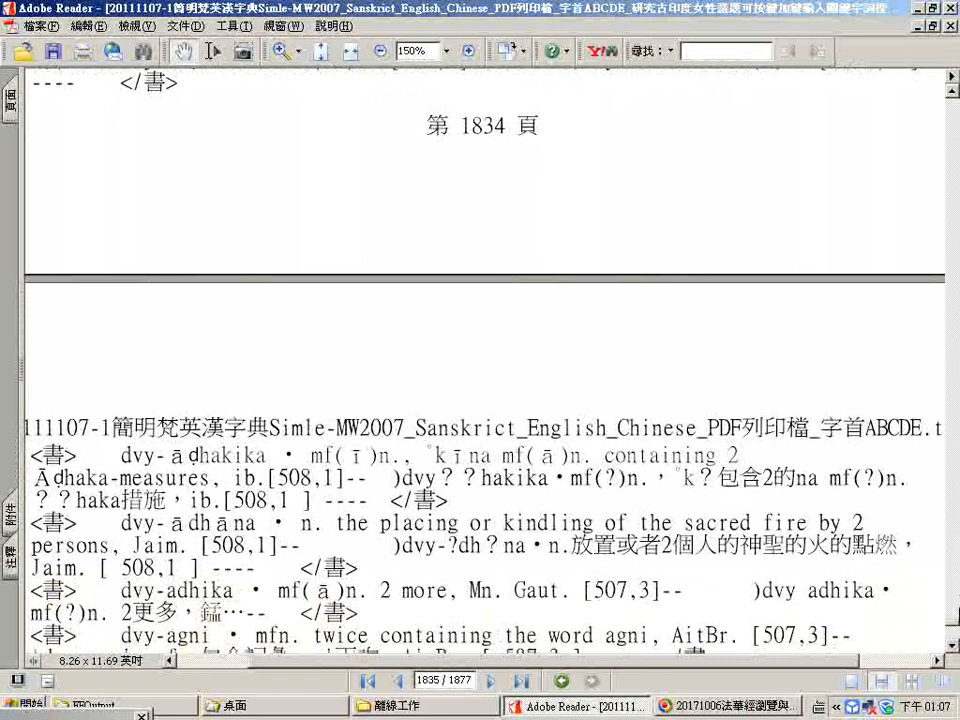 Adobe Reader - [20111107-1簡明梵英漢字典Simle-MW2007_Sanskrict_English_Chinese_PDF列印檔_字首ABCDE_研究古印度女性議題可按鍵加鍵輸入關鍵字詞搜
檔案(F) 編輯(E) 檢視(V) 文件(D) 工具(T) 視窗(W) 說明(H)
150% 尋找:
頁面
---- </書>
第 1834 頁
111107-1簡明梵英漢字典Simle-MW2007_Sanskrict_English_Chinese_PDF列印檔_字首ABCDE.t
<書> dvy-āḍhakika ‧ mf(ī)n., °kīna mf(ā)n. containing 2
Āḍhaka-measures, ib.[508,1]-- )dvy??hakika‧mf(?)n.,°k?包含2的na mf(?)n.
??haka措施,ib.[508,1 ] ---- </書>
<書> dvy-ādhāna ‧ n. the placing or kindling of the sacred fire by 2
persons, Jaim. [508,1]-- )dvy-?dh?na‧n.放置或者2個人的神聖的火的點燃,
Jaim. [ 508,1 ] ---- </書>
<書> dvy-adhika ‧ mf(ā)n. 2 more, Mn. Gaut. [507,3]-- )dvy adhika‧
mf(?)n. 2更多,錳…-- </書>
<書> dvy-agni ‧ mfn. twice containing the word agni, AitBr. [507,3]--
附件
注釋
8.26 x 11.69 英吋
1835 / 1877
開始 EEOutput 桌面 離線工作 Adobe Reader - [2011... 20171006法華經瀏覽與... 下午 01:07